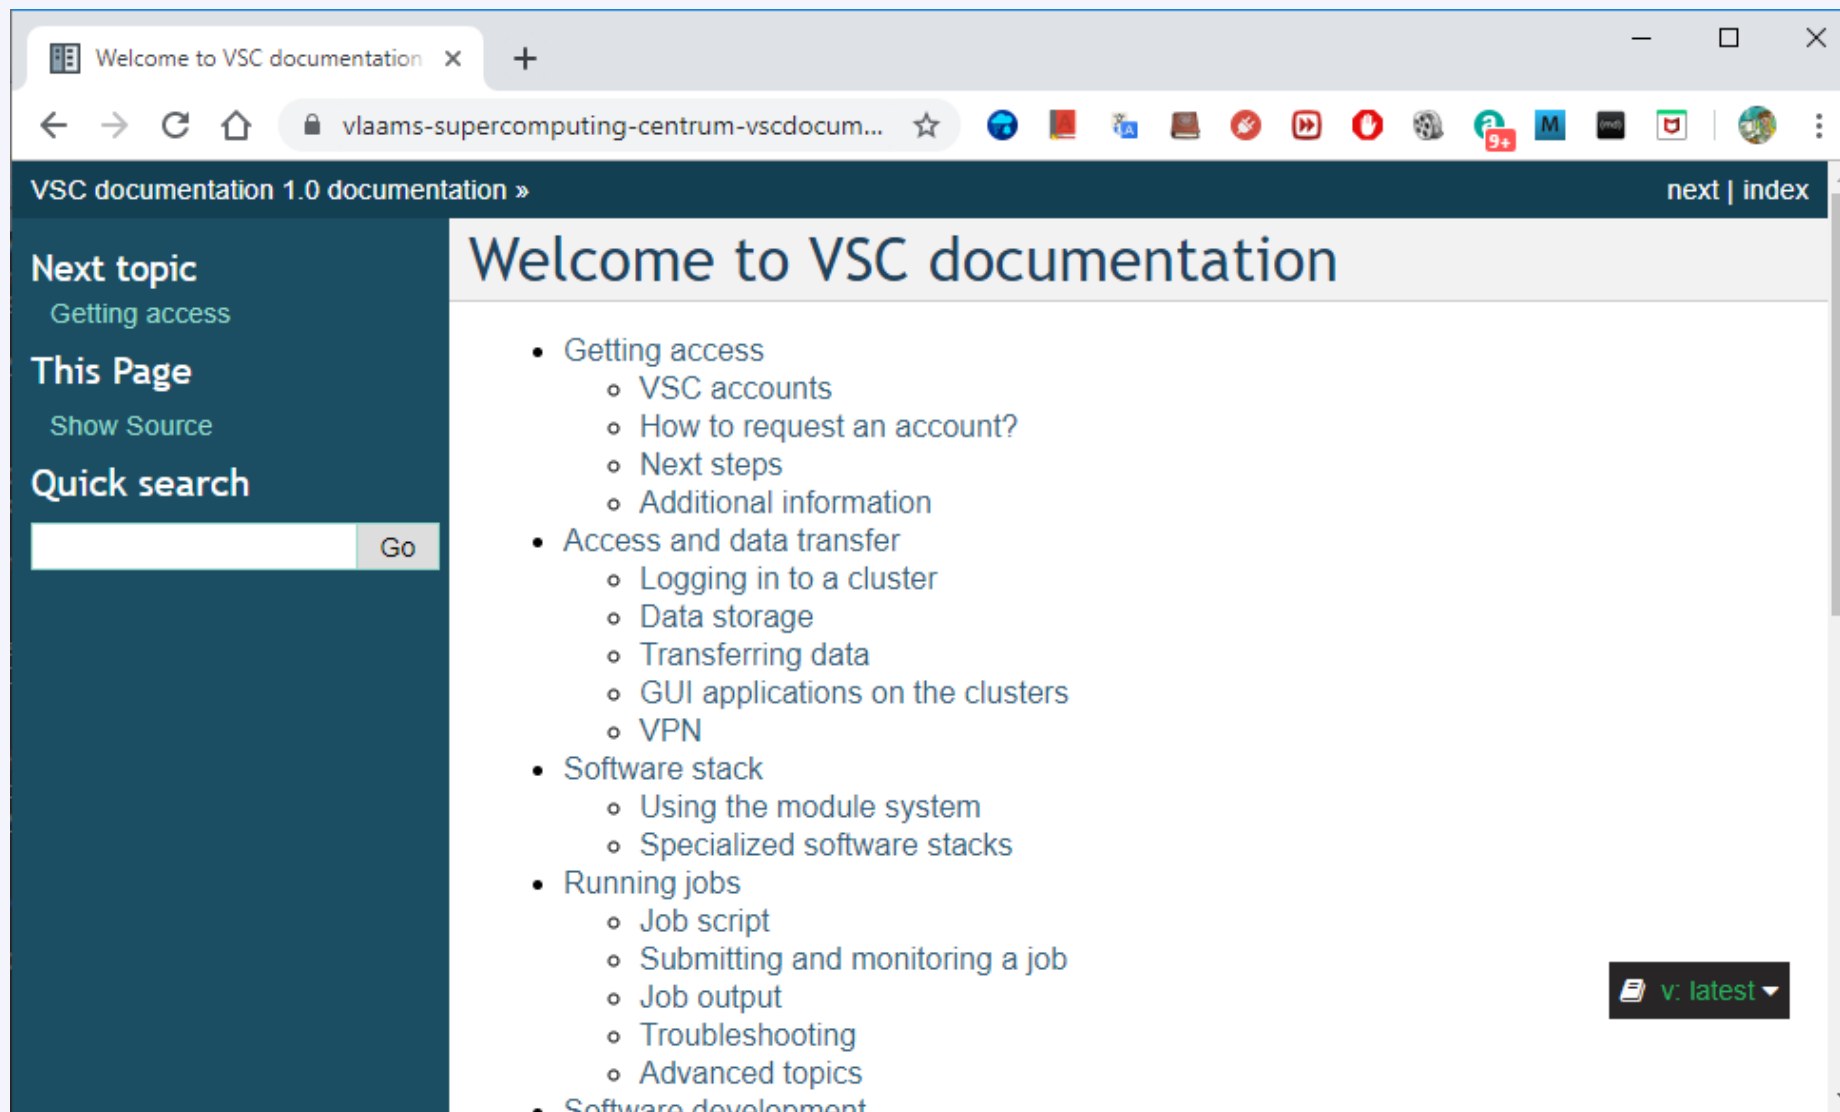 Welcome to VSC documentation
vlaams-supercomputing-centrum-vscdocum...
9+
M
VSC documentation 1.0 documentation »
next | index
Next topic
Getting access
This Page
Show Source
Quick search
Go
Welcome to VSC documentation
Getting access
VSC accounts
How to request an account?
Next steps
Additional information
Access and data transfer
Logging in to a cluster
Data storage
Transferring data
GUI applications on the clusters
VPN
Software stack
Using the module system
Specialized software stacks
Running jobs
Job script
Submitting and monitoring a job
Job output
Troubleshooting
Advanced topics
Software development
v: latest